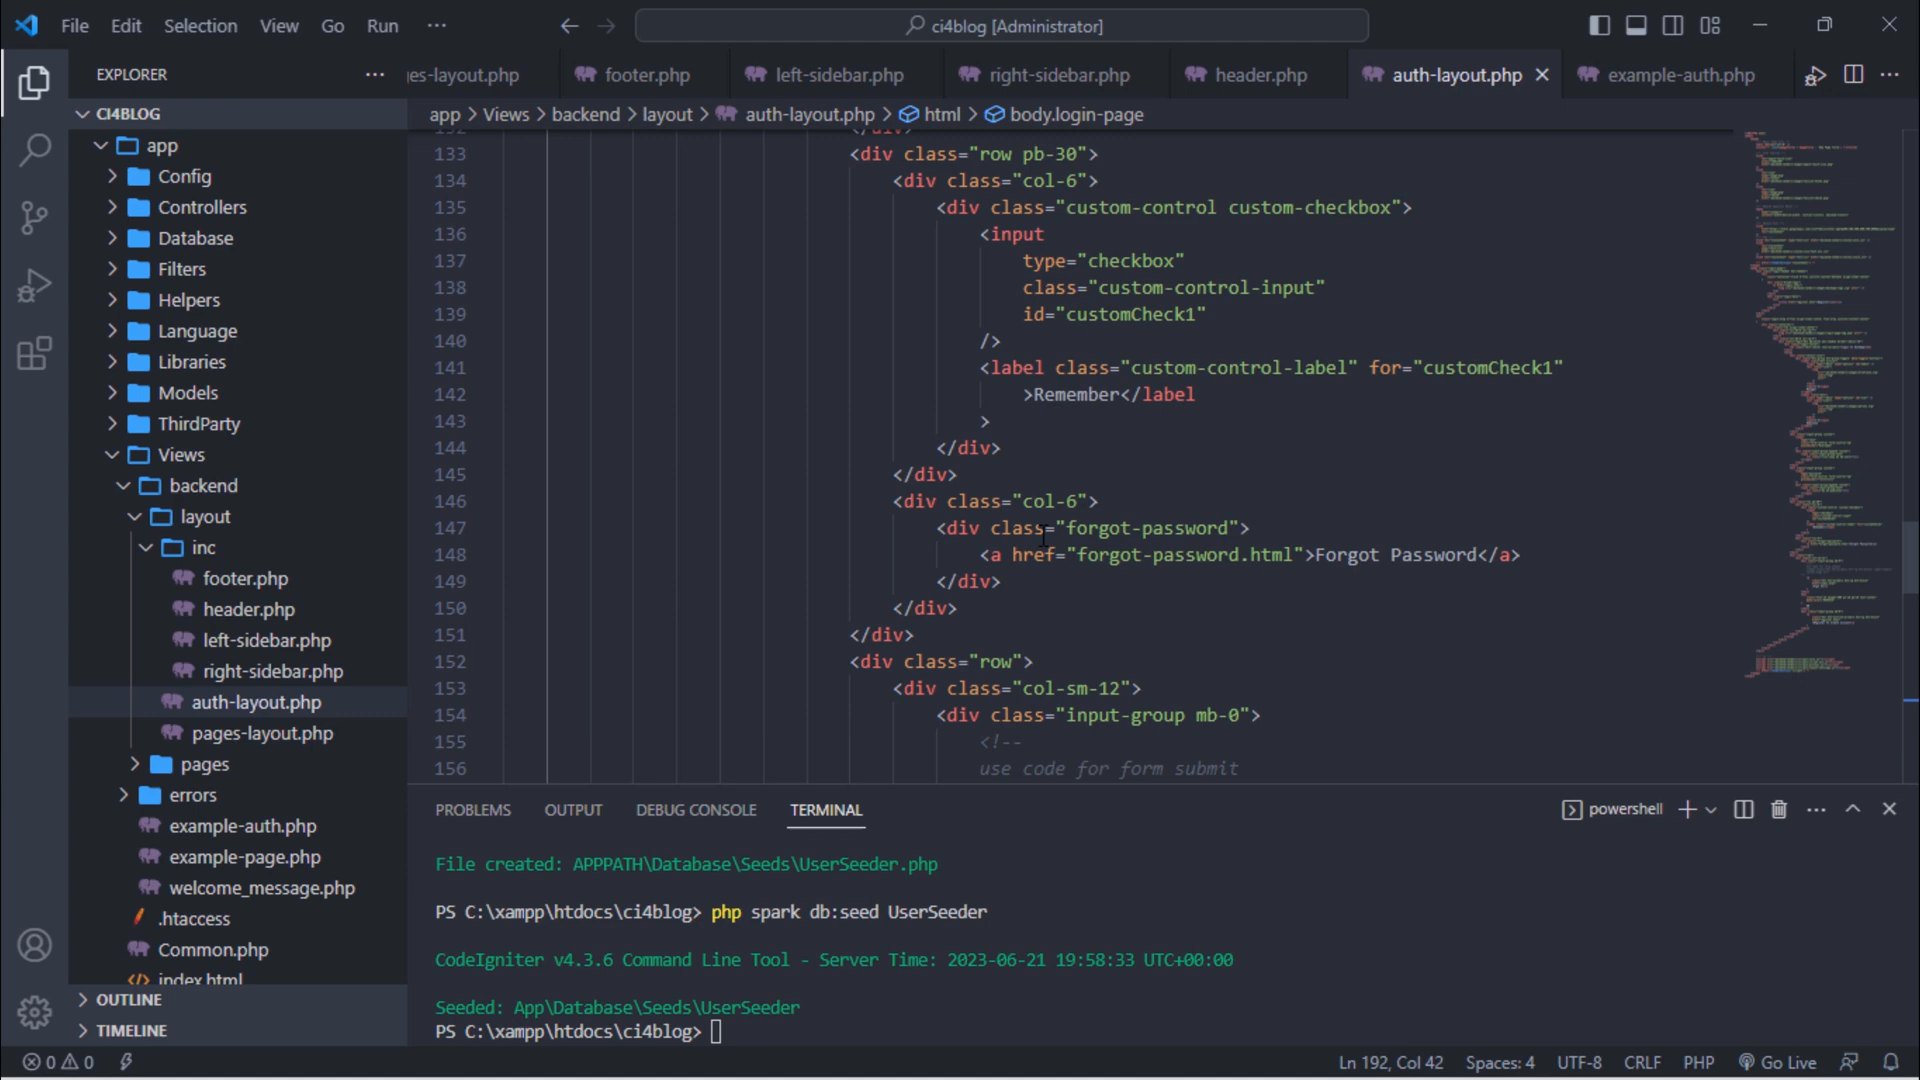 File Edit Selection View Go Run ···
ci4blog [Administrator]
EXPLORER
es-layout.php footer.php left-sidebar.php right-sidebar.php header.php auth-layout.php example-auth.php
app > Views > backend > layout > auth-layout.php > html > body.login-page
CI4BLOG
app
Config
Controllers
Database
Filters
Helpers
Language
Libraries
Models
ThirdParty
Views
backend
layout
inc
footer.php
header.php
left-sidebar.php
right-sidebar.php
auth-layout.php
pages-layout.php
pages
errors
example-auth.php
example-page.php
welcome_message.php
.htaccess
Common.php
index.html
OUTLINE
TIMELINE
132 </div>
133 <div class="row pb-30">
134 <div class="col-6">
135 <div class="custom-control custom-checkbox">
136 <input
137 type="checkbox"
138 class="custom-control-input"
139 id="customCheck1"
140 />
141 <label class="custom-control-label" for="customCheck1"
142 >Remember</label
143 >
144 </div>
145 </div>
146 <div class="col-6">
147 <div class="forgot-password">
148 <a href="forgot-password.html">Forgot Password</a>
149 </div>
150 </div>
151 </div>
152 <div class="row">
153 <div class="col-sm-12">
154 <div class="input-group mb-0">
155 <!--
156 use code for form submit
PROBLEMS OUTPUT DEBUG CONSOLE TERMINAL
powershell
File created: APPPATH\Database\Seeds\UserSeeder.php
PS C:\xampp\htdocs\ci4blog> php spark db:seed UserSeeder
CodeIgniter v4.3.6 Command Line Tool - Server Time: 2023-06-21 19:58:33 UTC+00:00
Seeded: App\Database\Seeds\UserSeeder
PS C:\xampp\htdocs\ci4blog>
0 0
Ln 192, Col 42 Spaces: 4 UTF-8 CRLF PHP Go Live